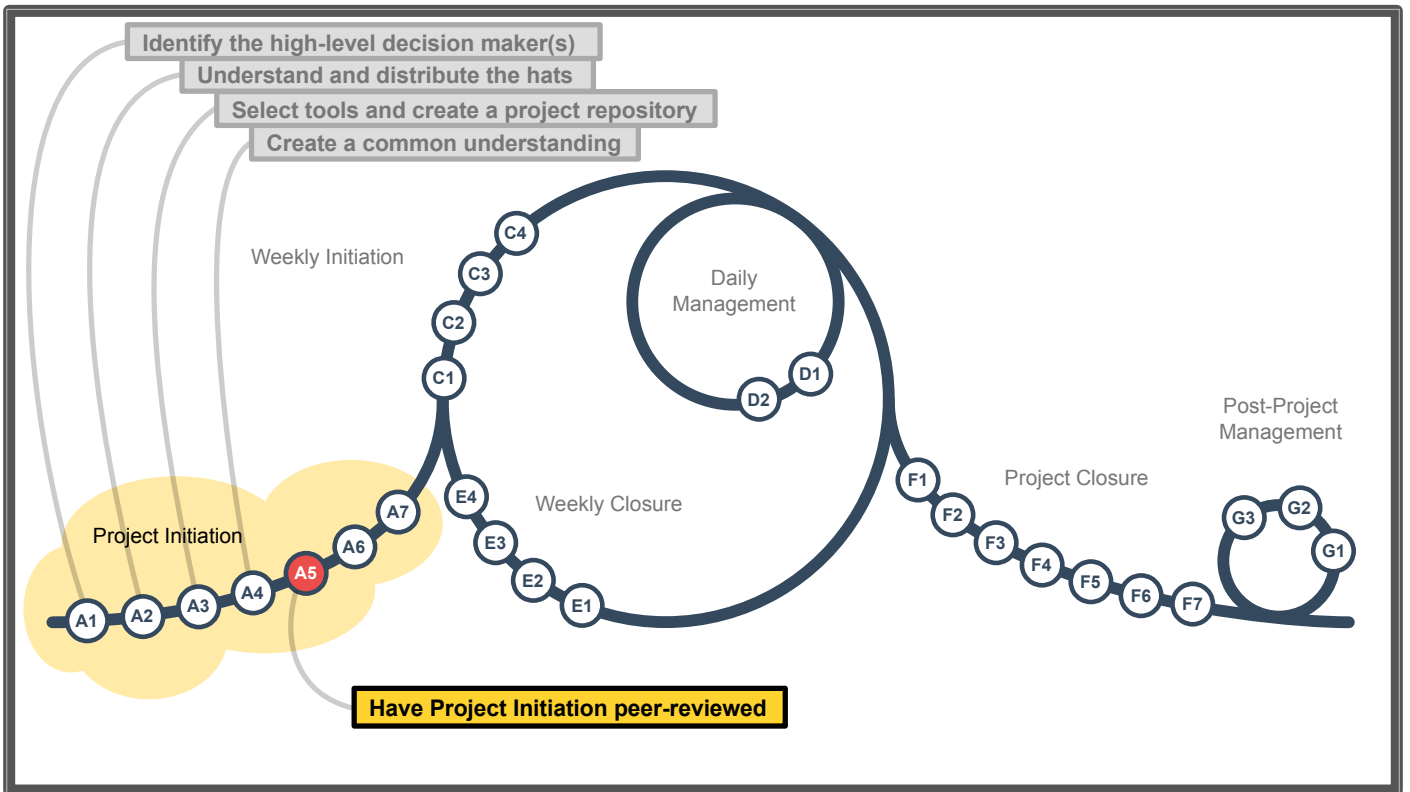 Identify the high-level decision maker(s)
Understand and distribute the hats
Select tools and create a project repository
Create a common understanding
C4
Weekly Initiation
C3
Daily
Management
C2
C1
D1
D2
Post-Project
Management
F1
Project Closure
E4
Weekly Closure
A7
F2
G3
G2
Project Initiation
A6
E3
F3
G1
A5
E2
F4
A4
F5
A3
E1
F6
F7
A2
A1
Have Project Initiation peer-reviewed